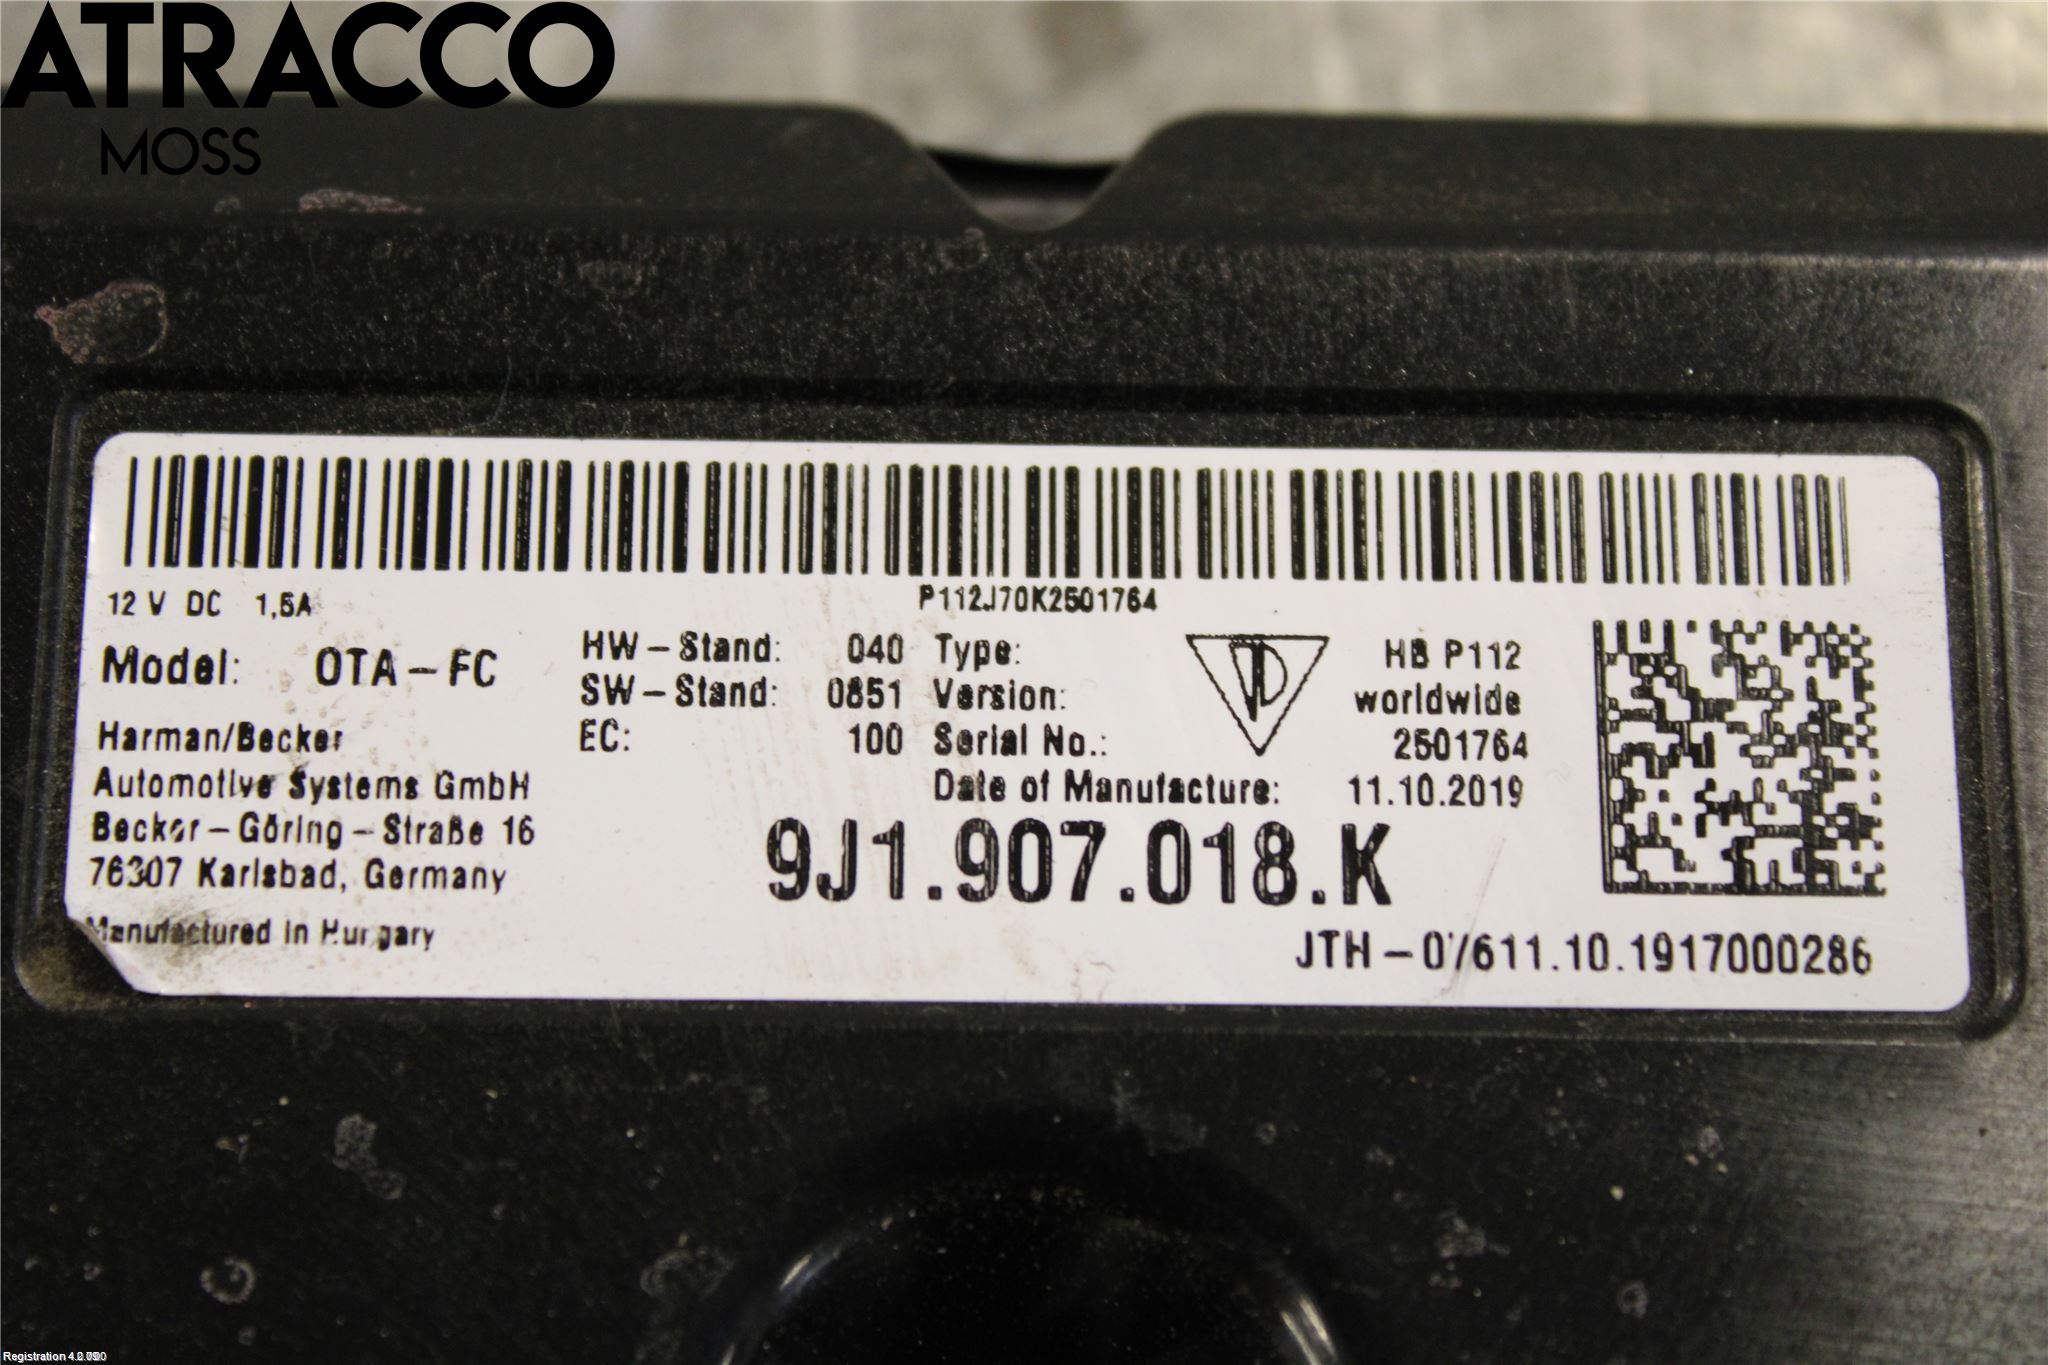 ATRACCO
MOSS
12 V DC 1,5A
P112J70K2501764
Model: OTA-FC
HW-Stand: 040
SW-Stand: 0851
EC: 100
Type: HB P112
Version: worldwide
Serial No.: 2501764
Date of Manufacture: 11.10.2019
Harman/Becker
Automotive Systems GmbH
Becker-Göring-Straße 16
76307 Karlsbad, Germany
Manufactured in Hungary
9J1.907.018.K
JTH-07611.10.1917000286
Registration